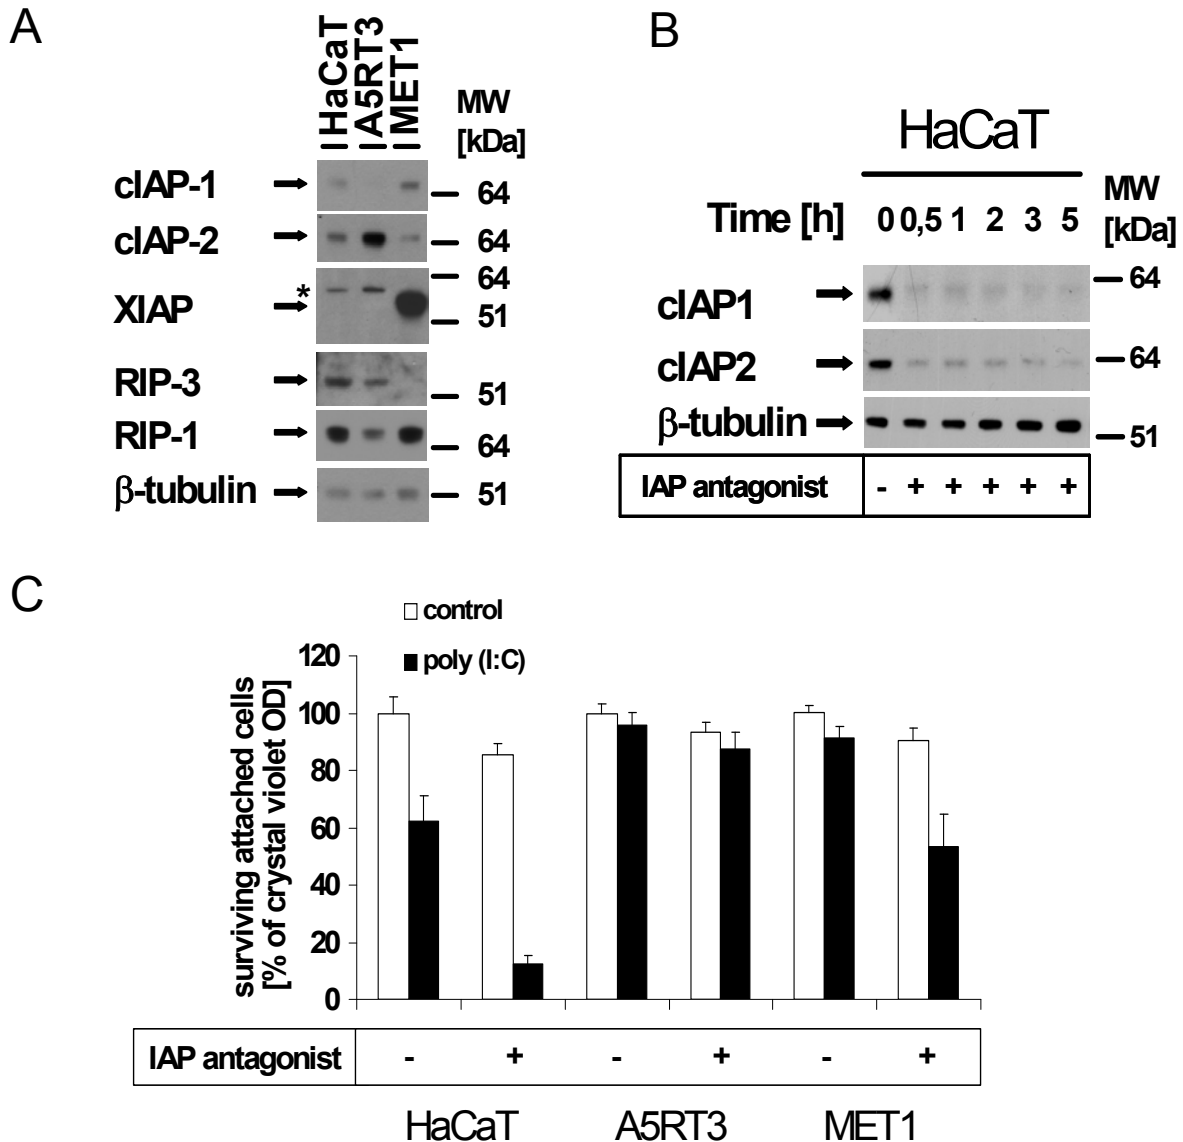 A
HaCaT
A5RT3
MET1
MW
[kDa]
cIAP-1
64
cIAP-2
64
64
*
XIAP
51
RIP-3
51
RIP-1
64
β-tubulin
51
B
HaCaT
Time [h] 0 0,5 1 2 3 5
MW
[kDa]
64
cIAP1
cIAP2
64
β-tubulin
51
IAP antagonist - + + + + +
C
control
poly (I:C)
surviving attached cells
[% of crystal violet OD]
120
100
80
60
40
20
0
IAP antagonist - + - + - +
HaCaT A5RT3 MET1